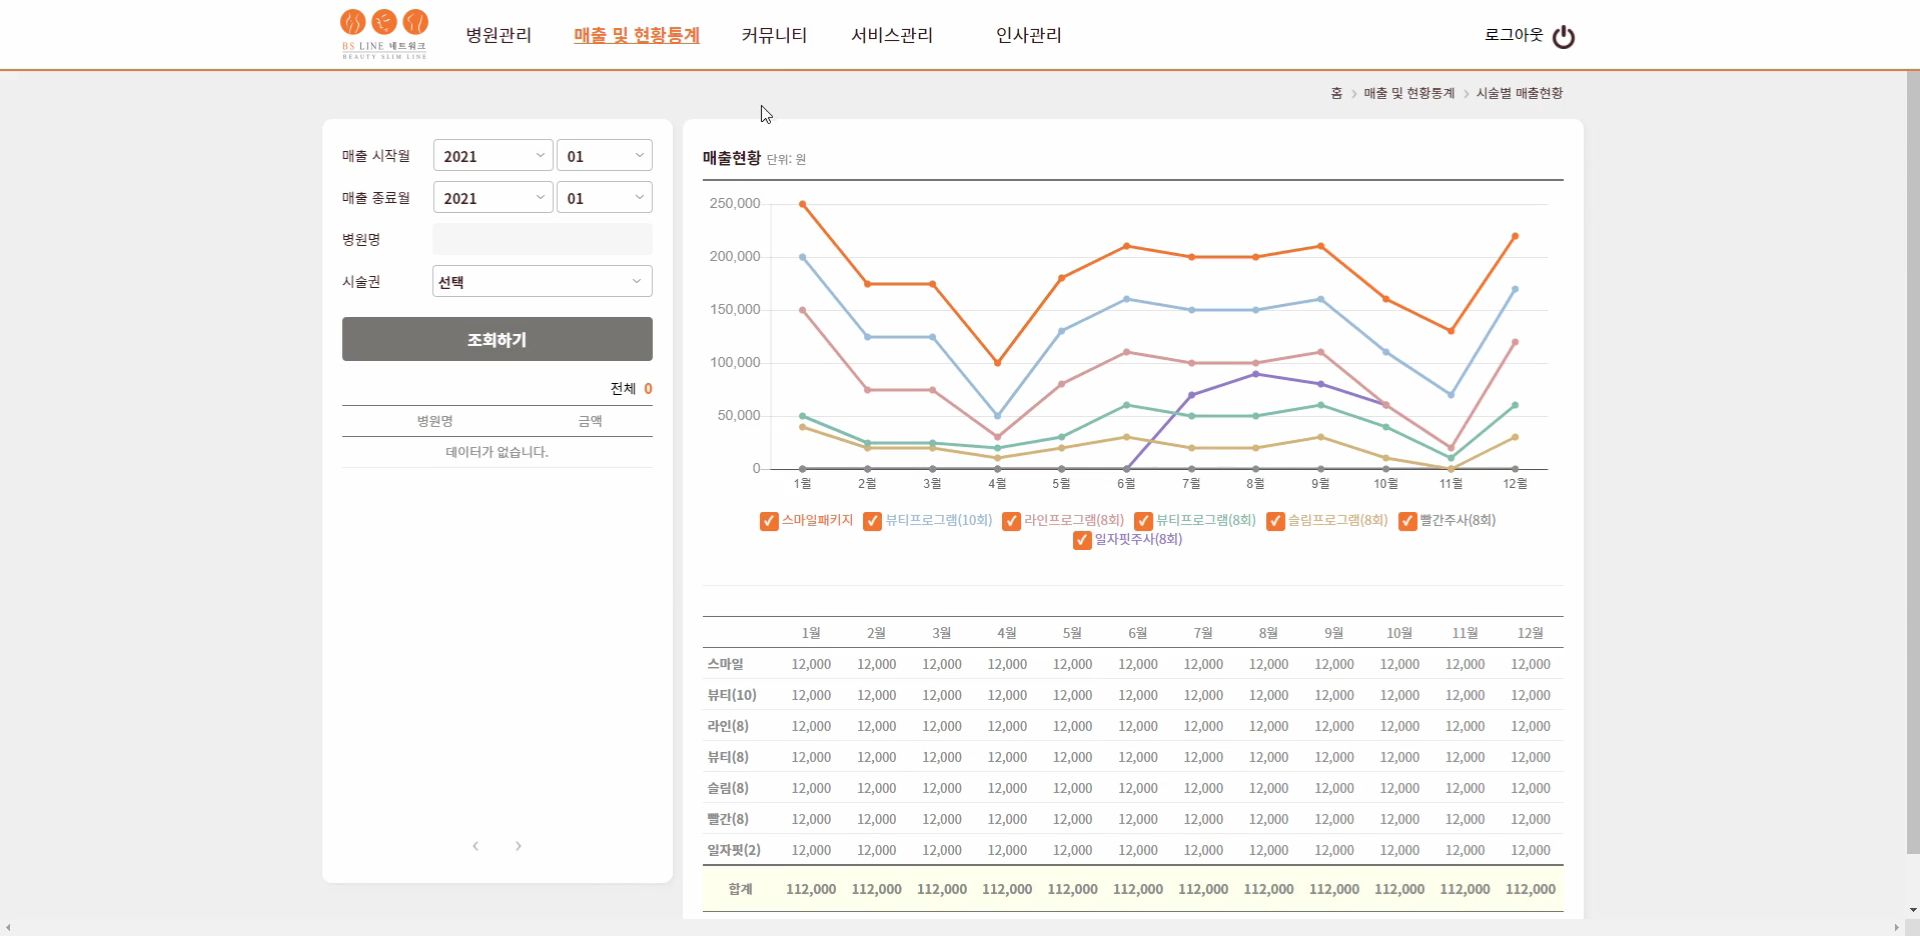 BS LINE 네트워크
BEAUTY SLIM LINE
병원관리 매출 및 현황통계 커뮤니티 서비스관리 인사관리 로그아웃
홈 > 매출 및 현황통계 > 시술별 매출현황
매출 시작월 2021 01
매출 종료월 2021 01
병원명
시술권 선택
조회하기
전체 0
병원명 금액
데이터가 없습니다.
매출현황 단위: 원
250,000
200,000
150,000
100,000
50,000
0
1월 2월 3월 4월 5월 6월 7월 8월 9월 10월 11월 12월
스마일패키지 뷰티프로그램(10회) 라인프로그램(8회) 뷰티프로그램(8회) 슬림프로그램(8회) 빨간주사(8회)
일자핏주사(8회)
1월 2월 3월 4월 5월 6월 7월 8월 9월 10월 11월 12월
스마일 12,000 12,000 12,000 12,000 12,000 12,000 12,000 12,000 12,000 12,000 12,000 12,000
뷰티(10) 12,000 12,000 12,000 12,000 12,000 12,000 12,000 12,000 12,000 12,000 12,000 12,000
라인(8) 12,000 12,000 12,000 12,000 12,000 12,000 12,000 12,000 12,000 12,000 12,000 12,000
뷰티(8) 12,000 12,000 12,000 12,000 12,000 12,000 12,000 12,000 12,000 12,000 12,000 12,000
슬림(8) 12,000 12,000 12,000 12,000 12,000 12,000 12,000 12,000 12,000 12,000 12,000 12,000
빨간(8) 12,000 12,000 12,000 12,000 12,000 12,000 12,000 12,000 12,000 12,000 12,000 12,000
일자핏(2) 12,000 12,000 12,000 12,000 12,000 12,000 12,000 12,000 12,000 12,000 12,000 12,000
합계 112,000 112,000 112,000 112,000 112,000 112,000 112,000 112,000 112,000 112,000 112,000 112,000